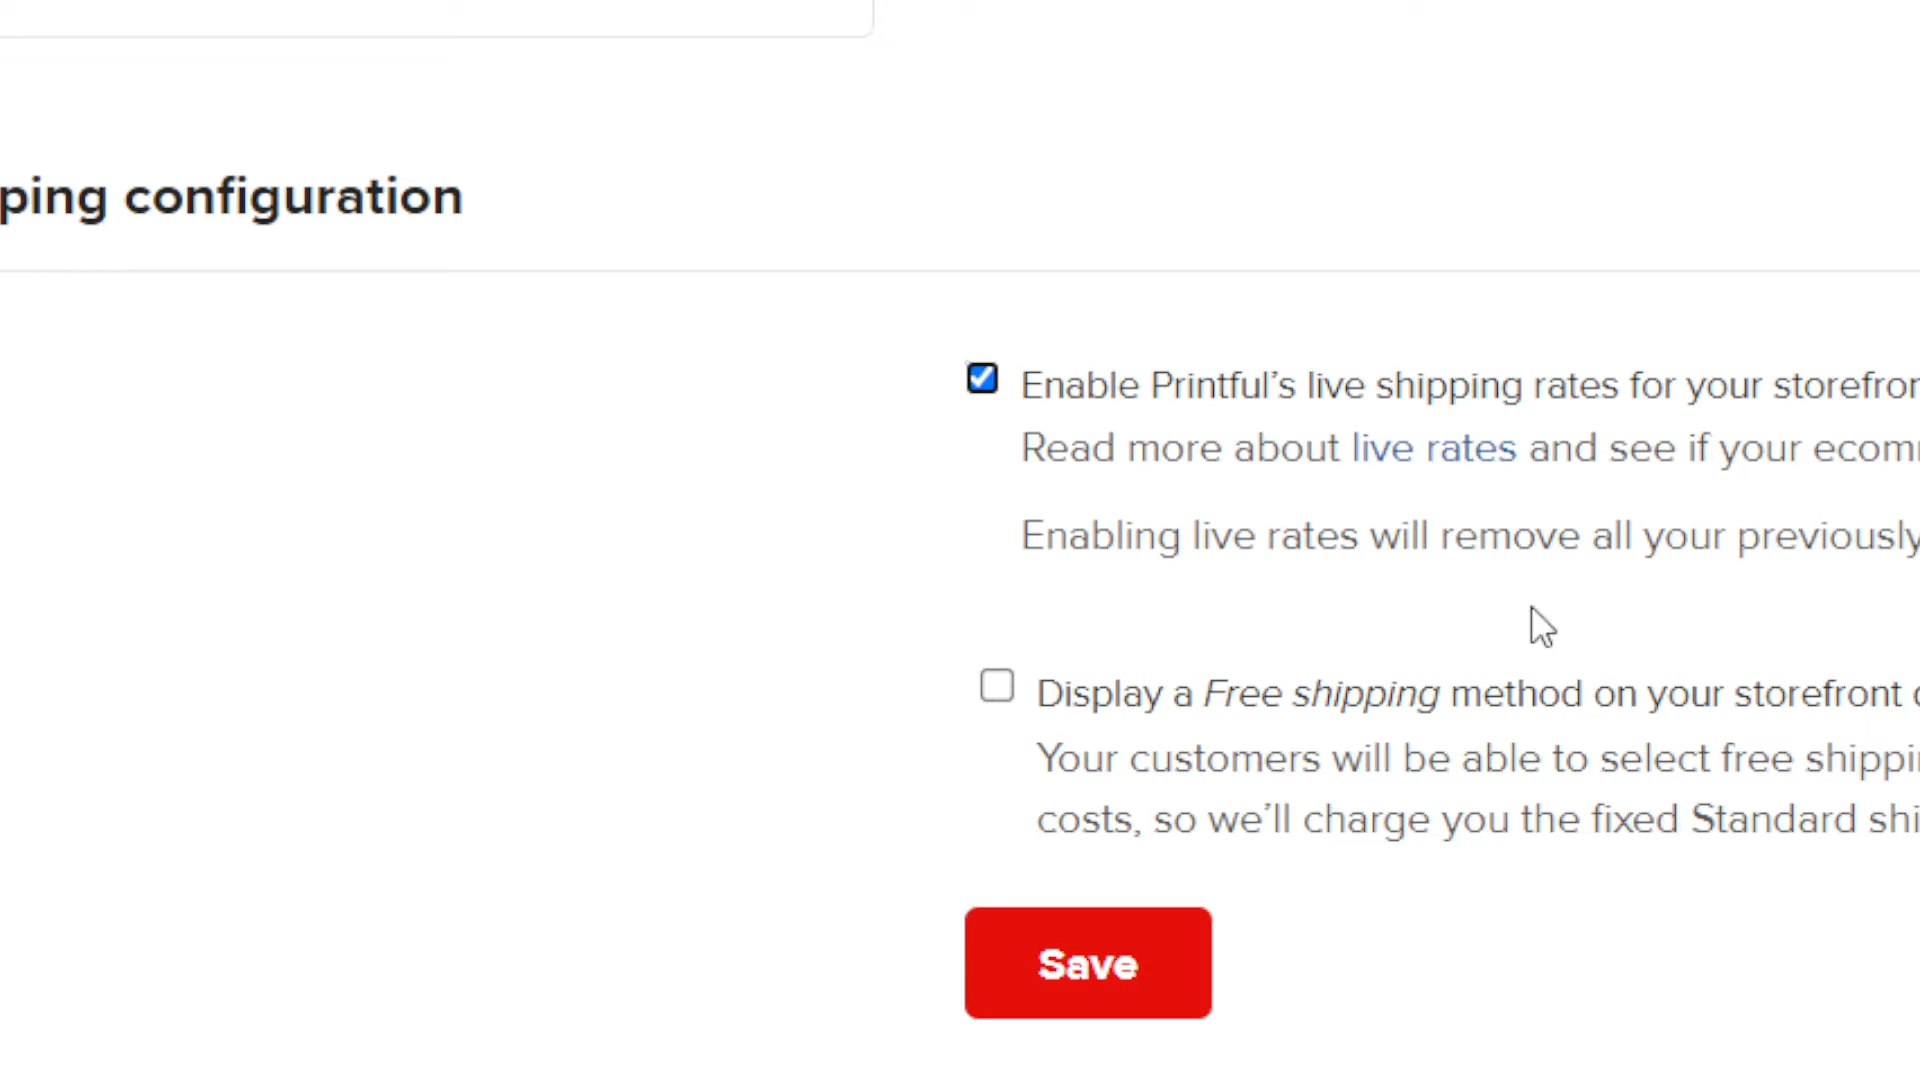 ping configuration
Enable Printful's live shipping rates for your storefron
Read more about live rates and see if your ecom
Enabling live rates will remove all your previously
Display a Free shipping method on your storefront
Your customers will be able to select free shippi
costs, so we'll charge you the fixed Standard shi
Save